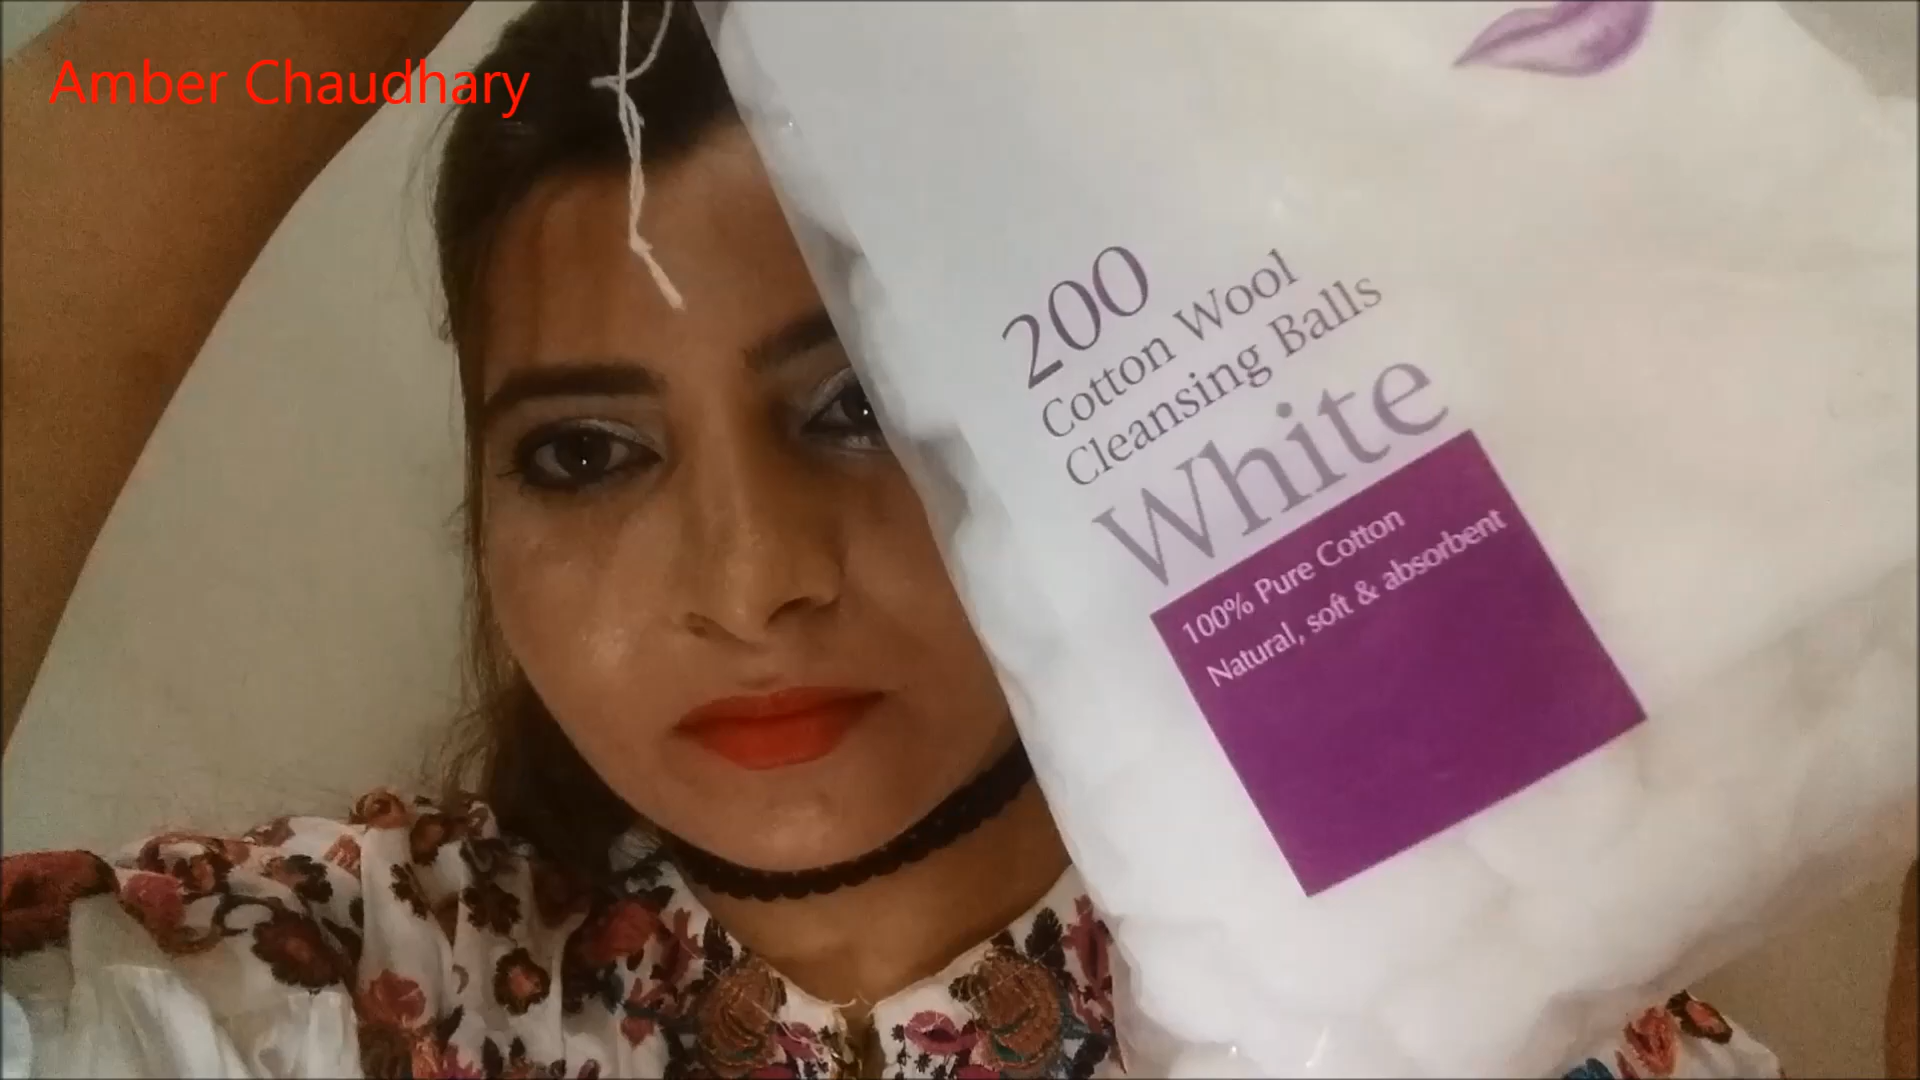 Amber Chaudhary
200
Cotton Wool
Cleansing Balls
White
100% Pure Cotton
Natural, soft & absorbent